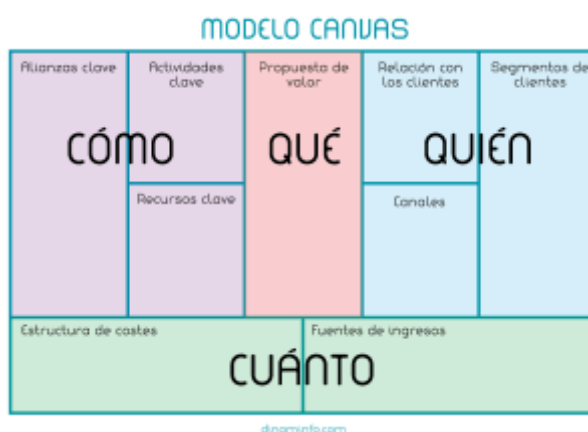 MODELO CANVAS
Alianzas clave
Actividades
clave
Propuesta de
valor
Relación con
los clientes
Segmentos de
clientes
CÓMO
QUÉ
QUIÉN
Recursos clave
Canales
Estructura de costes
Fuentes de ingresos
CUÁNTO
dinaminfo.com